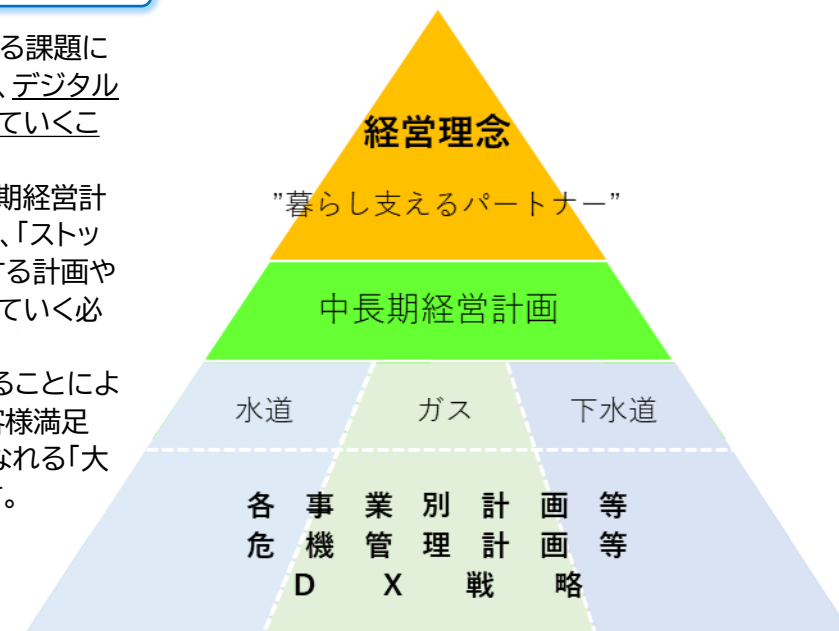 る課題に
、デジタル
ていくこ
期経営計
、「ストッ
する計画や
ていく必
ることによ
客様満足
なれる「大
す。
経営理念
”暮らし支えるパートナー”
中長期経営計画
水道 ガス 下水道
各事業別計画等
危機管理計画等
DX戦略